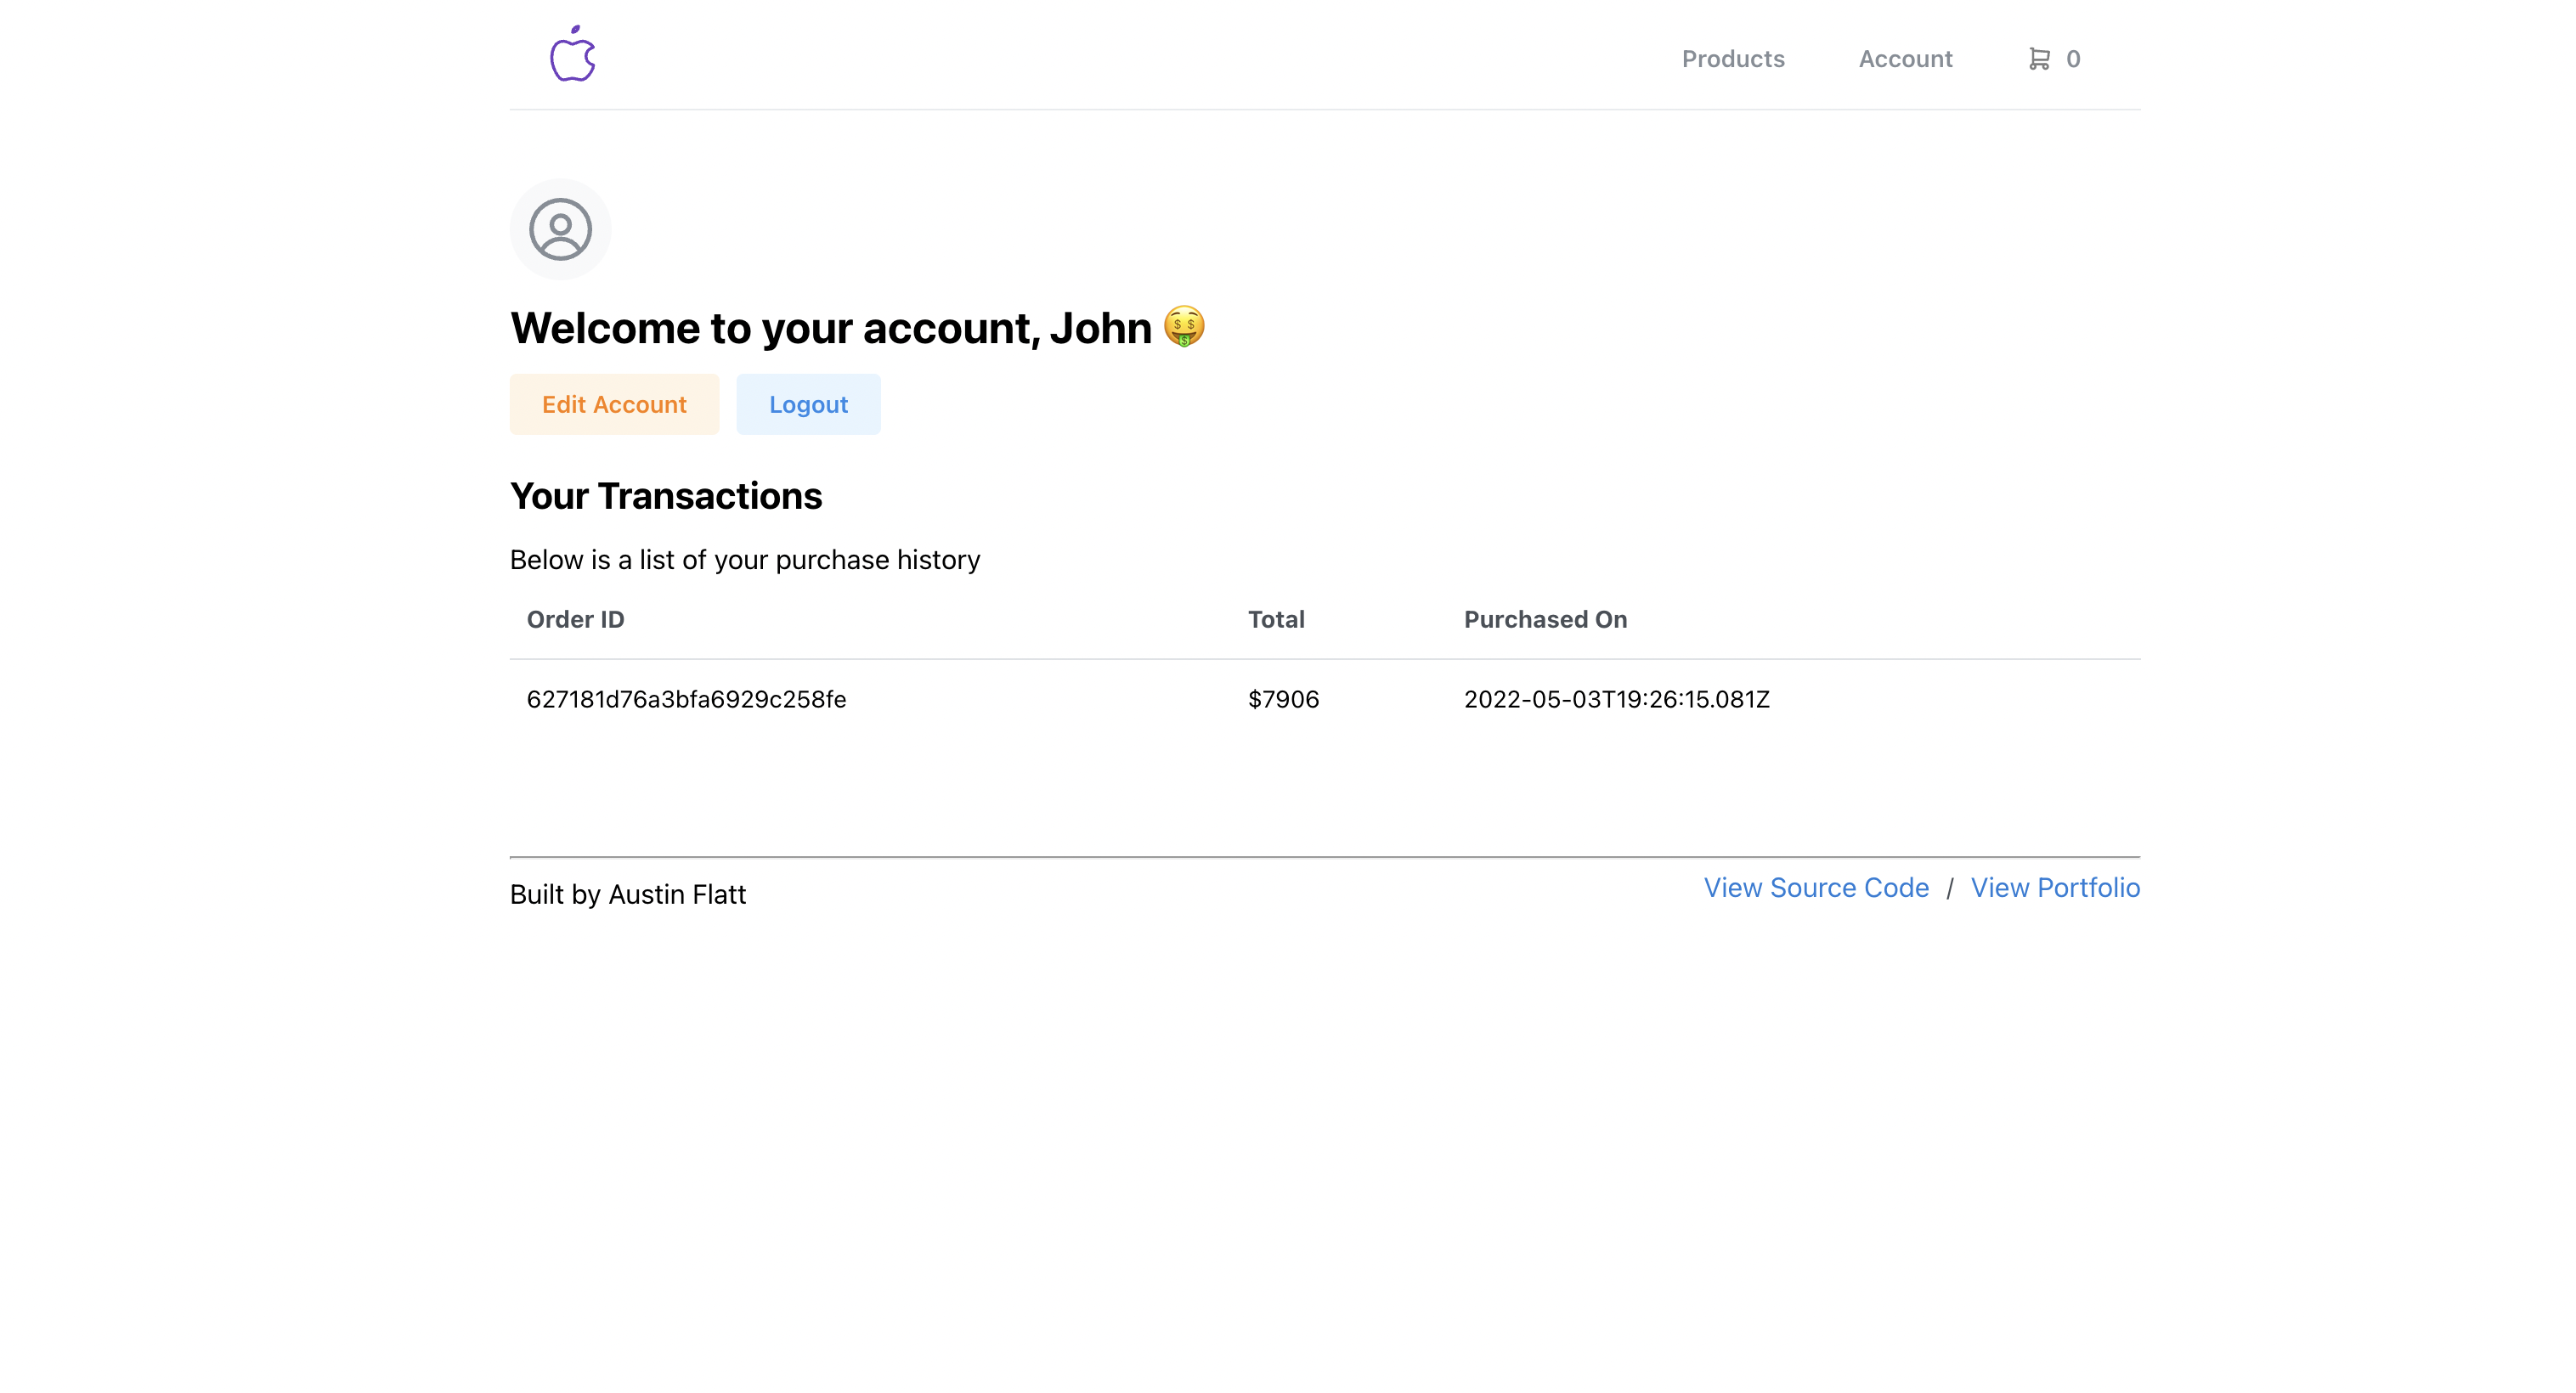 Products Account 0
Welcome to your account, John
Edit Account Logout
Your Transactions
Below is a list of your purchase history
Order ID Total Purchased On
627181d76a3bfa6929c258fe $7906 2022-05-03T19:26:15.081Z
Built by Austin Flatt View Source Code / View Portfolio